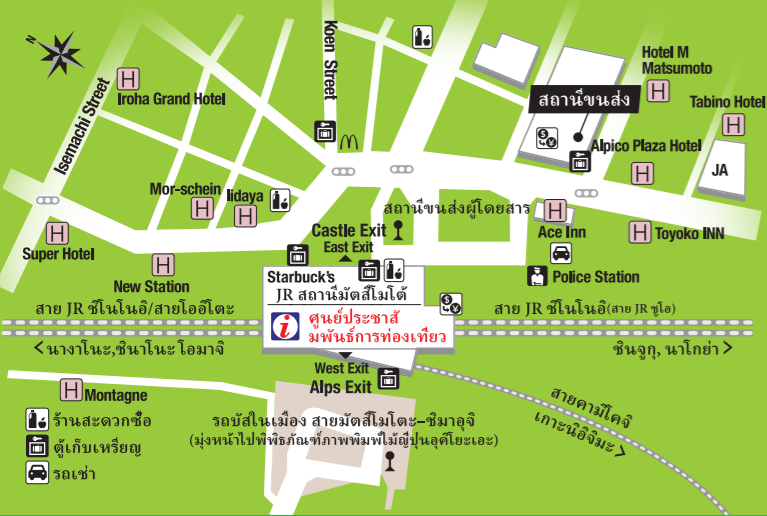 N
Koen Street
Hotel M
Matsumoto
Isemachi Street
Iroha Grand Hotel
สถานีขนส่ง
Tabino Hotel
Alpico Plaza Hotel
JA
Mor-schein
Iidaya
สถานีขนส่งผู้โดยสาร
Super Hotel
Castle Exit
East Exit
Ace Inn
Toyoko INN
New Station
Starbuck's
Police Station
JR สถานีมัตสึโมโต้
สาย JR ชิโนโนอิ/สายโออิโตะ
สาย JR ชิโนโนอิ(สาย JR ชูโอ)
i
ศูนย์ประชาสั
มพันธ์การท่องเที่ยว
<นางาโนะ,ชินาโนะ โอมาจิ
ชินจูกุ, นาโกย่า>
West Exit
Alps Exit
Montagne
สายคามิโคจิ
เกาะนิอิจิมะ>
ร้านสะดวกซื้อ
รถบัสในเมือง สายมัตสึโมโตะ–ชิมาอุจิ
(มุ่งหน้าไปพิพิธภัณฑ์ภาพพิมพ์ไม้ญี่ปุนอุคิโยะเอะ)
ตู้เก็บเหรียญ
รถเช่า